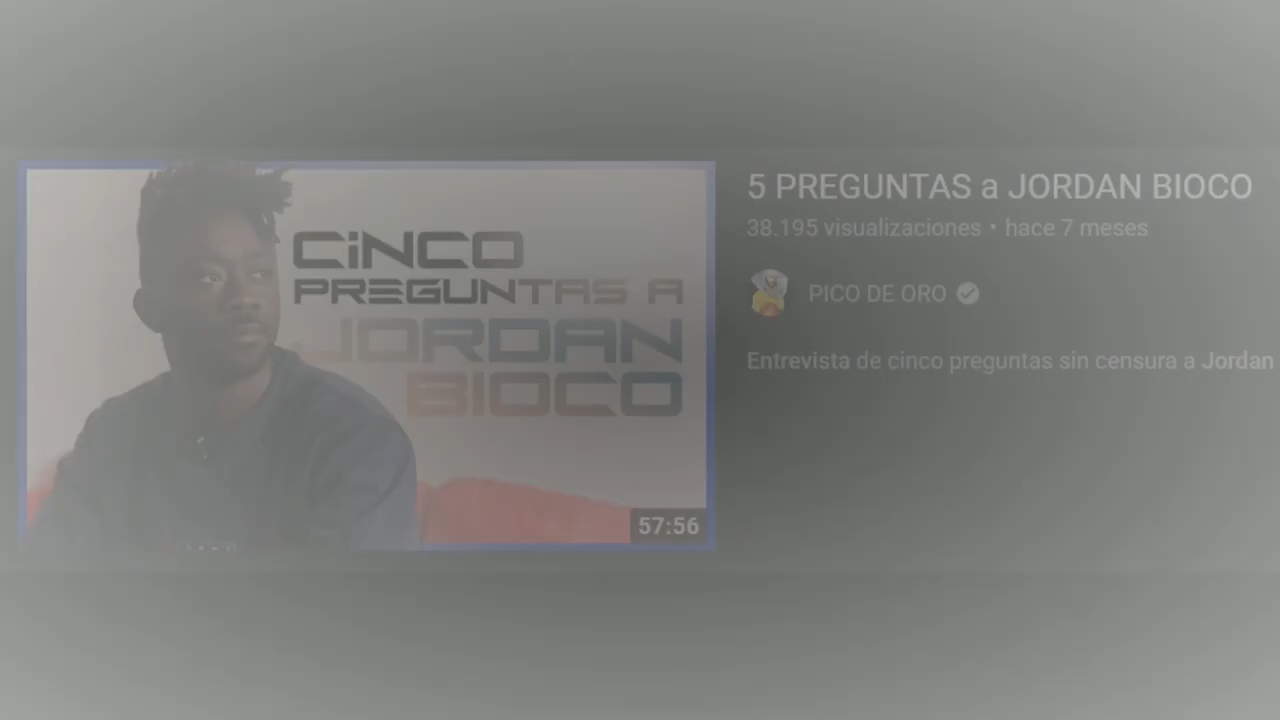 CiNCO
PREGUNTAS A
JORDAN
BIOCO
57:56
5 PREGUNTAS a JORDAN BIOCO
38.195 visualizaciones • hace 7 meses
PICO DE ORO
Entrevista de cinco preguntas sin censura a Jordan